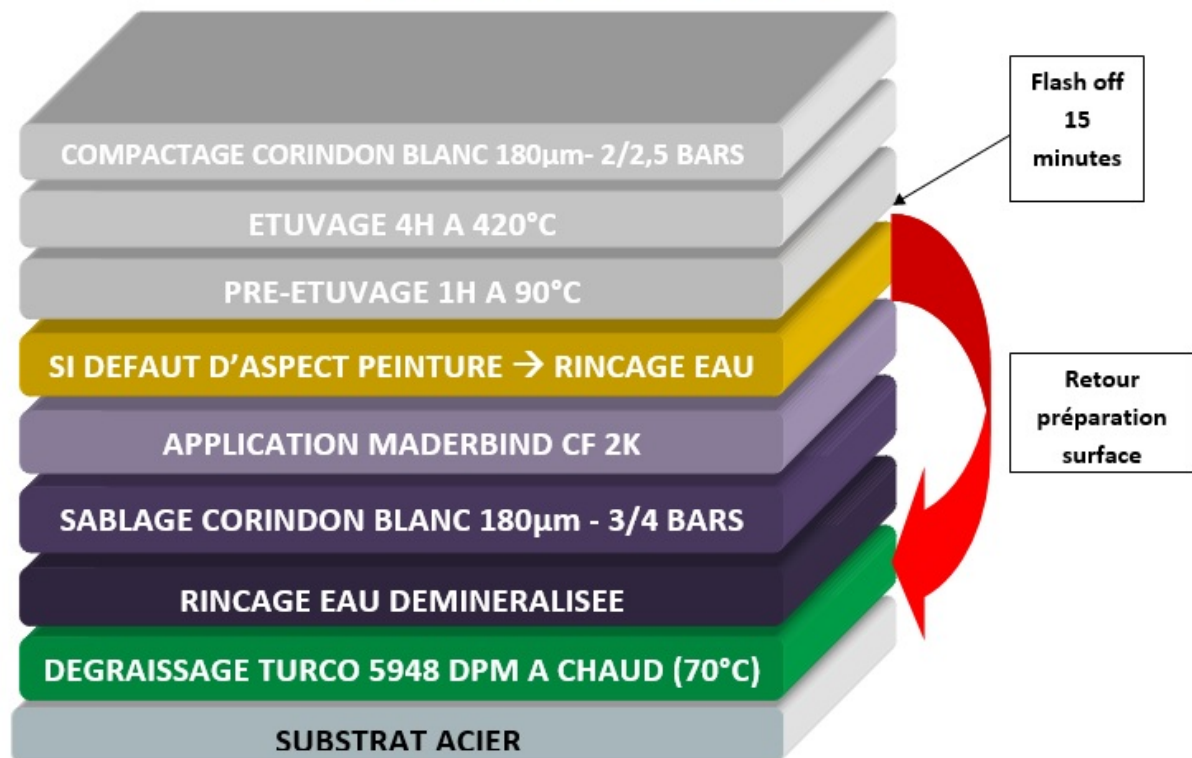 COMPACTAGE CORINDON BLANC 180µm- 2/2,5 BARS
ETUVAGE 4H A 420°C
PRE-ETUVAGE 1H A 90°C
SI DEFAUT D'ASPECT PEINTURE → RINCAGE EAU
APPLICATION MADERBIND CF 2K
SABLAGE CORINDON BLANC 180µm - 3/4 BARS
RINCAGE EAU DEMINERALISEE
DEGRAISSAGE TURCO 5948 DPM A CHAUD (70°C)
SUBSTRAT ACIER
Flash off
15
minutes
Retour
préparation
surface